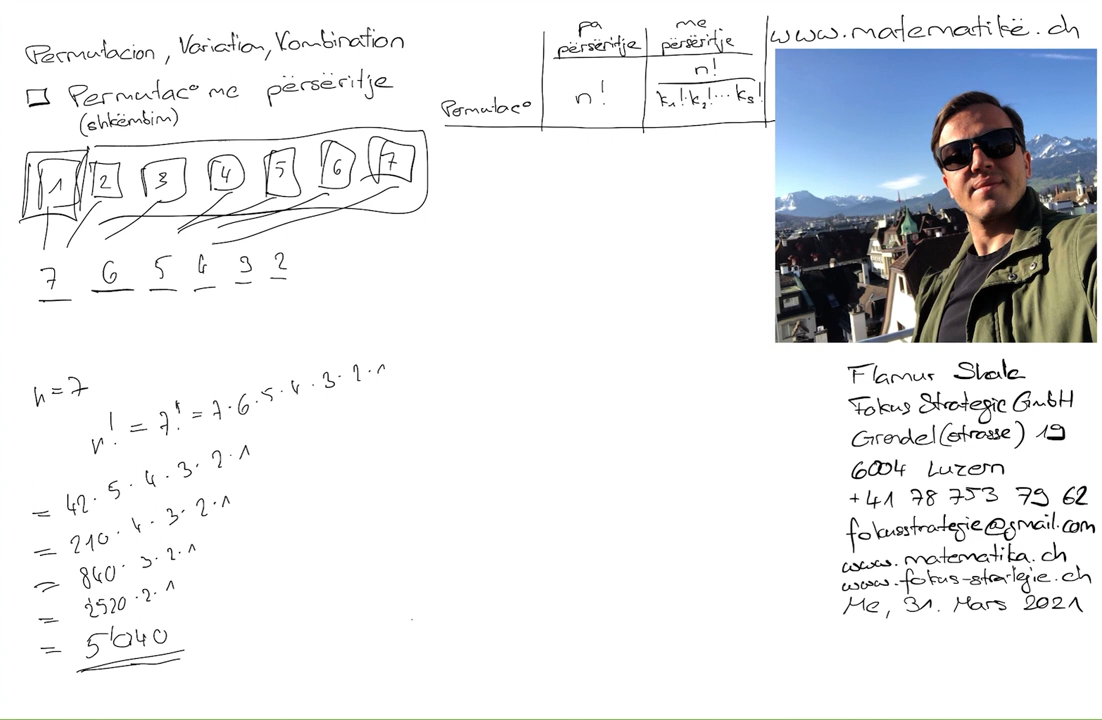 Permutacion, Variation, Kombination
Permutac° me përsëritje
(shkëmbim)
1 2 3 4 5 6 7
7 6 5 4 3 2
n=7
n! = 7! = 7·6·5·4·3·2·1
= 42·5·4·3·2·1
= 210·4·3·2·1
= 840·3·2·1
= 2520·2·1
= 5'040
pa përsëritje
me përsëritje
Permutac°
n!
n!
k₁!·k₂!···kₛ!
www.matematikë.ch
Flamur
Fokus Strategie GmbH
Grendel(strasse) 19
6004 Luzern
+41 78 753 79 62
fokusstrategie@gmail.com
www.matematika.ch
www.fokus-strategie.ch
Me, 31. Mars 2021